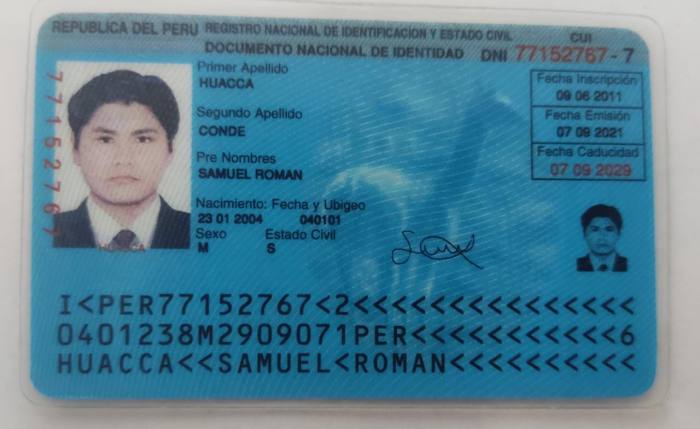 REPUBLICA DEL PERU REGISTRO NACIONAL DE IDENTIFICACION Y ESTADO CIVIL
DOCUMENTO NACIONAL DE IDENTIDAD DNI 77152767 - 7
CUI
77152767
Primer Apellido
HUACCA
Segundo Apellido
CONDE
Pre Nombres
SAMUEL ROMAN
Nacimiento: Fecha y Ubigeo
23 01 2004 040101
Sexo Estado Civil
M S
Fecha Inscripción
09 06 2011
Fecha Emisión
07 09 2021
Fecha Caducidad
07 09 2029
HUACCA
I<PER77152767<2<<<<<<<<<<<<<<<
0401238M2909071PER<<<<<<<<<<<6
HUACCA<<SAMUEL<ROMAN<<<<<<<<<<